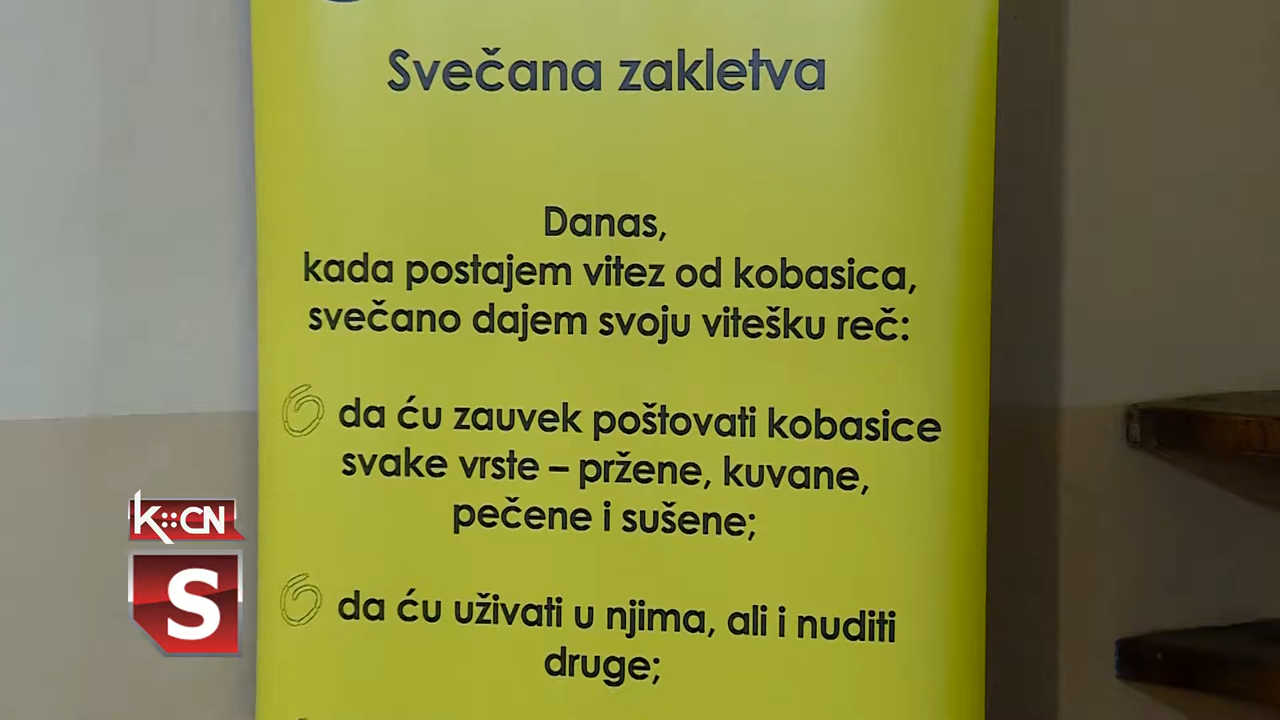 Svečana zakletva
Danas,
kada postajem vitez od kobasica,
svečano dajem svoju vitešku reč:
da ću zauvek poštovati kobasice
svake vrste – pržene, kuvane,
pečene i sušene;
da ću uživati u njima, ali i nuditi
druge;
K::CN
S